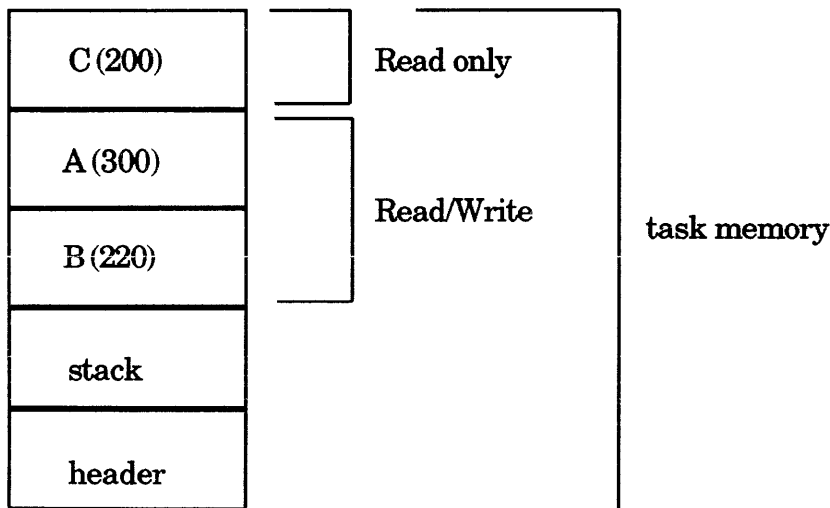 C (200)
Read only
A (300)
Read/Write
B (220)
task memory
stack
header